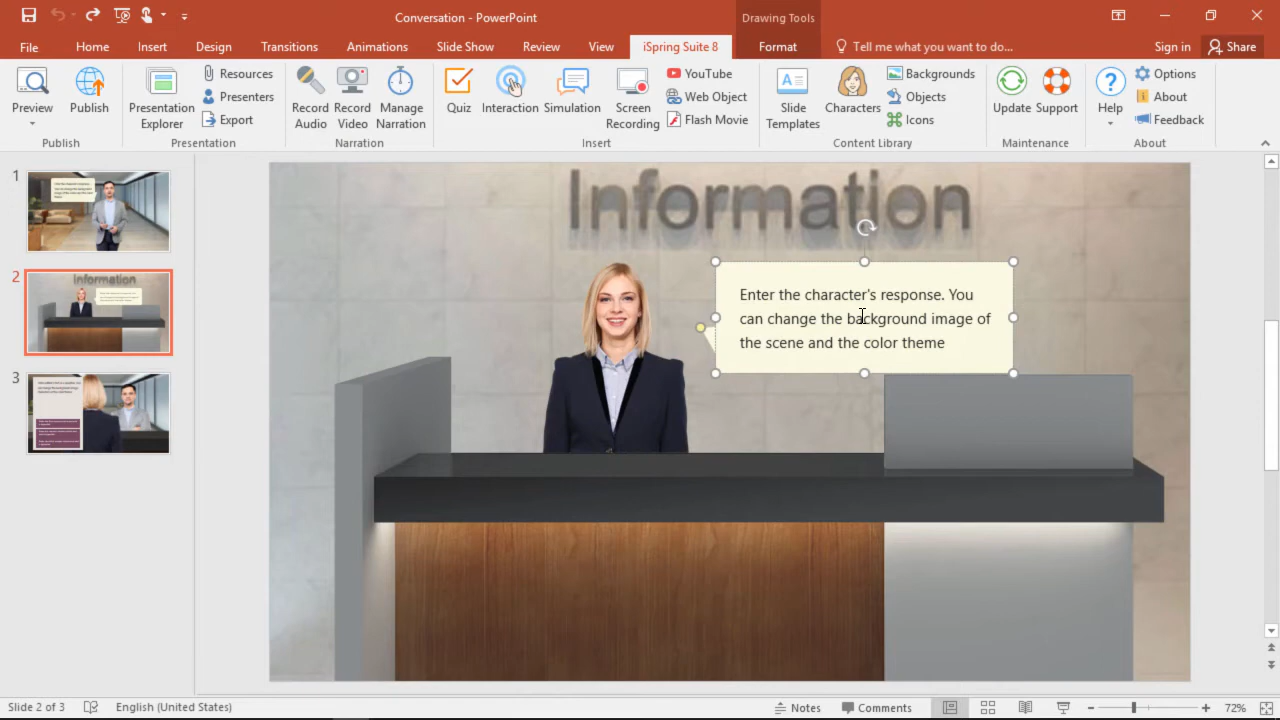 Conversation - PowerPoint
Drawing Tools
File
Home
Insert
Design
Transitions
Animations
Slide Show
Review
View
iSpring Suite 8
Format
Tell me what you want to do...
Sign in
Share
Preview
Publish
Publish
Presentation
Explorer
Resources
Presenters
Export
Presentation
Record
Audio
Record
Video
Manage
Narration
Narration
Quiz
Interaction
Simulation
Screen
Recording
YouTube
Web Object
Flash Movie
Insert
Slide
Templates
Characters
Backgrounds
Objects
Icons
Content Library
Update
Support
Maintenance
Help
Options
About
Feedback
About
1
2
Information
3
Information
Enter the character's response. You
can change the background image of
the scene and the color theme
Slide 2 of 3
English (United States)
Notes
Comments
72%